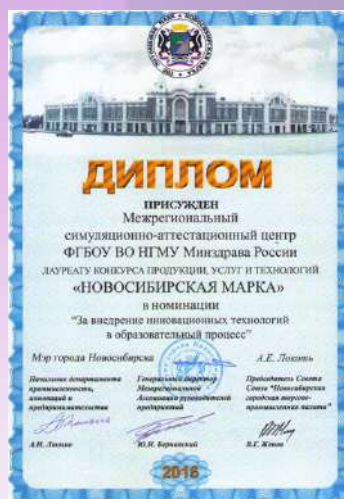 ДИПЛОМ
ПРИСУЖДЕН
Межрегиональный
симуляционно-аттестационный центр
ФГБОУ ВО НГМУ Минздрава России
ЛАУРЕАТУ КОНКУРСА ПРОДУКЦИИ, УСЛУГ И ТЕХНОЛОГИЙ
«НОВОСИБИРСКАЯ МАРКА»
в номинации
"За внедрение инновационных технологий
в образовательный процесс"
Мэр города Новосибирска А.Е. Локоть
Начальник департамента Генеральный директор Председатель Совета
промышленности, Межрегиональной Союза "Новосибирская
инноваций и Ассоциации руководителей городская торгово-
предпринимательства предприятий промышленная палата"
А.Н. Люлько Ю.И. Бернадский В.Г. Женов
2016